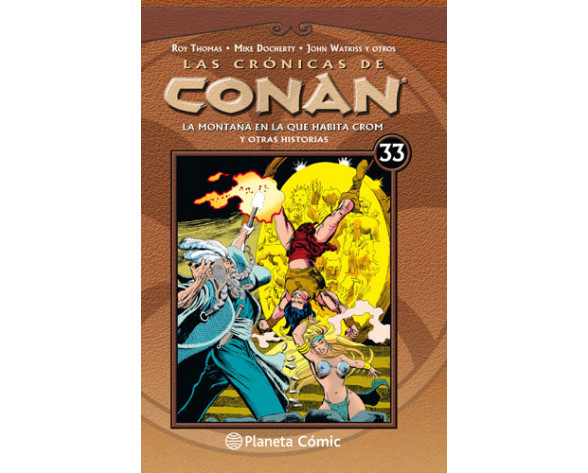 Roy Thomas • Mike Docherty • John Watkiss y otros
LAS CRÓNICAS DE
CONAN
LA MONTAÑA EN LA QUE HABITA CROM
Y OTRAS HISTORIAS
33
Planeta Cómic